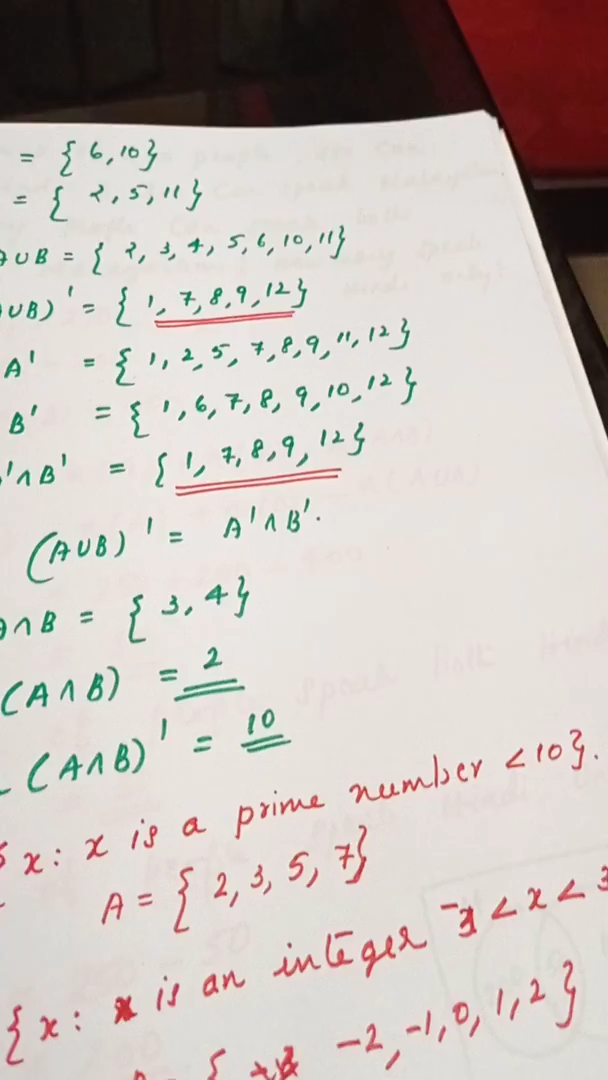 = { 6, 10 }
= { 2, 5, 11 }
A ∪ B = { 2, 3, 4, 5, 6, 10, 11 }
∪B)' = { 1, 7, 8, 9, 12 }
A' = { 1, 2, 5, 7, 8, 9, 11, 12 }
B' = { 1, 6, 7, 8, 9, 10, 12 }
'∩ B' = { 1, 7, 8, 9, 12 }
(A∪B)' = A' ∩ B'.
A∩B = { 3, 4 }
(A ∩ B) = 2
(A ∩ B)' = 10
{ x : x is a prime number < 10 }.
A = { 2, 3, 5, 7 }
{ x : x is an integer -3 < x < 3
{ -2, -1, 0, 1, 2 }